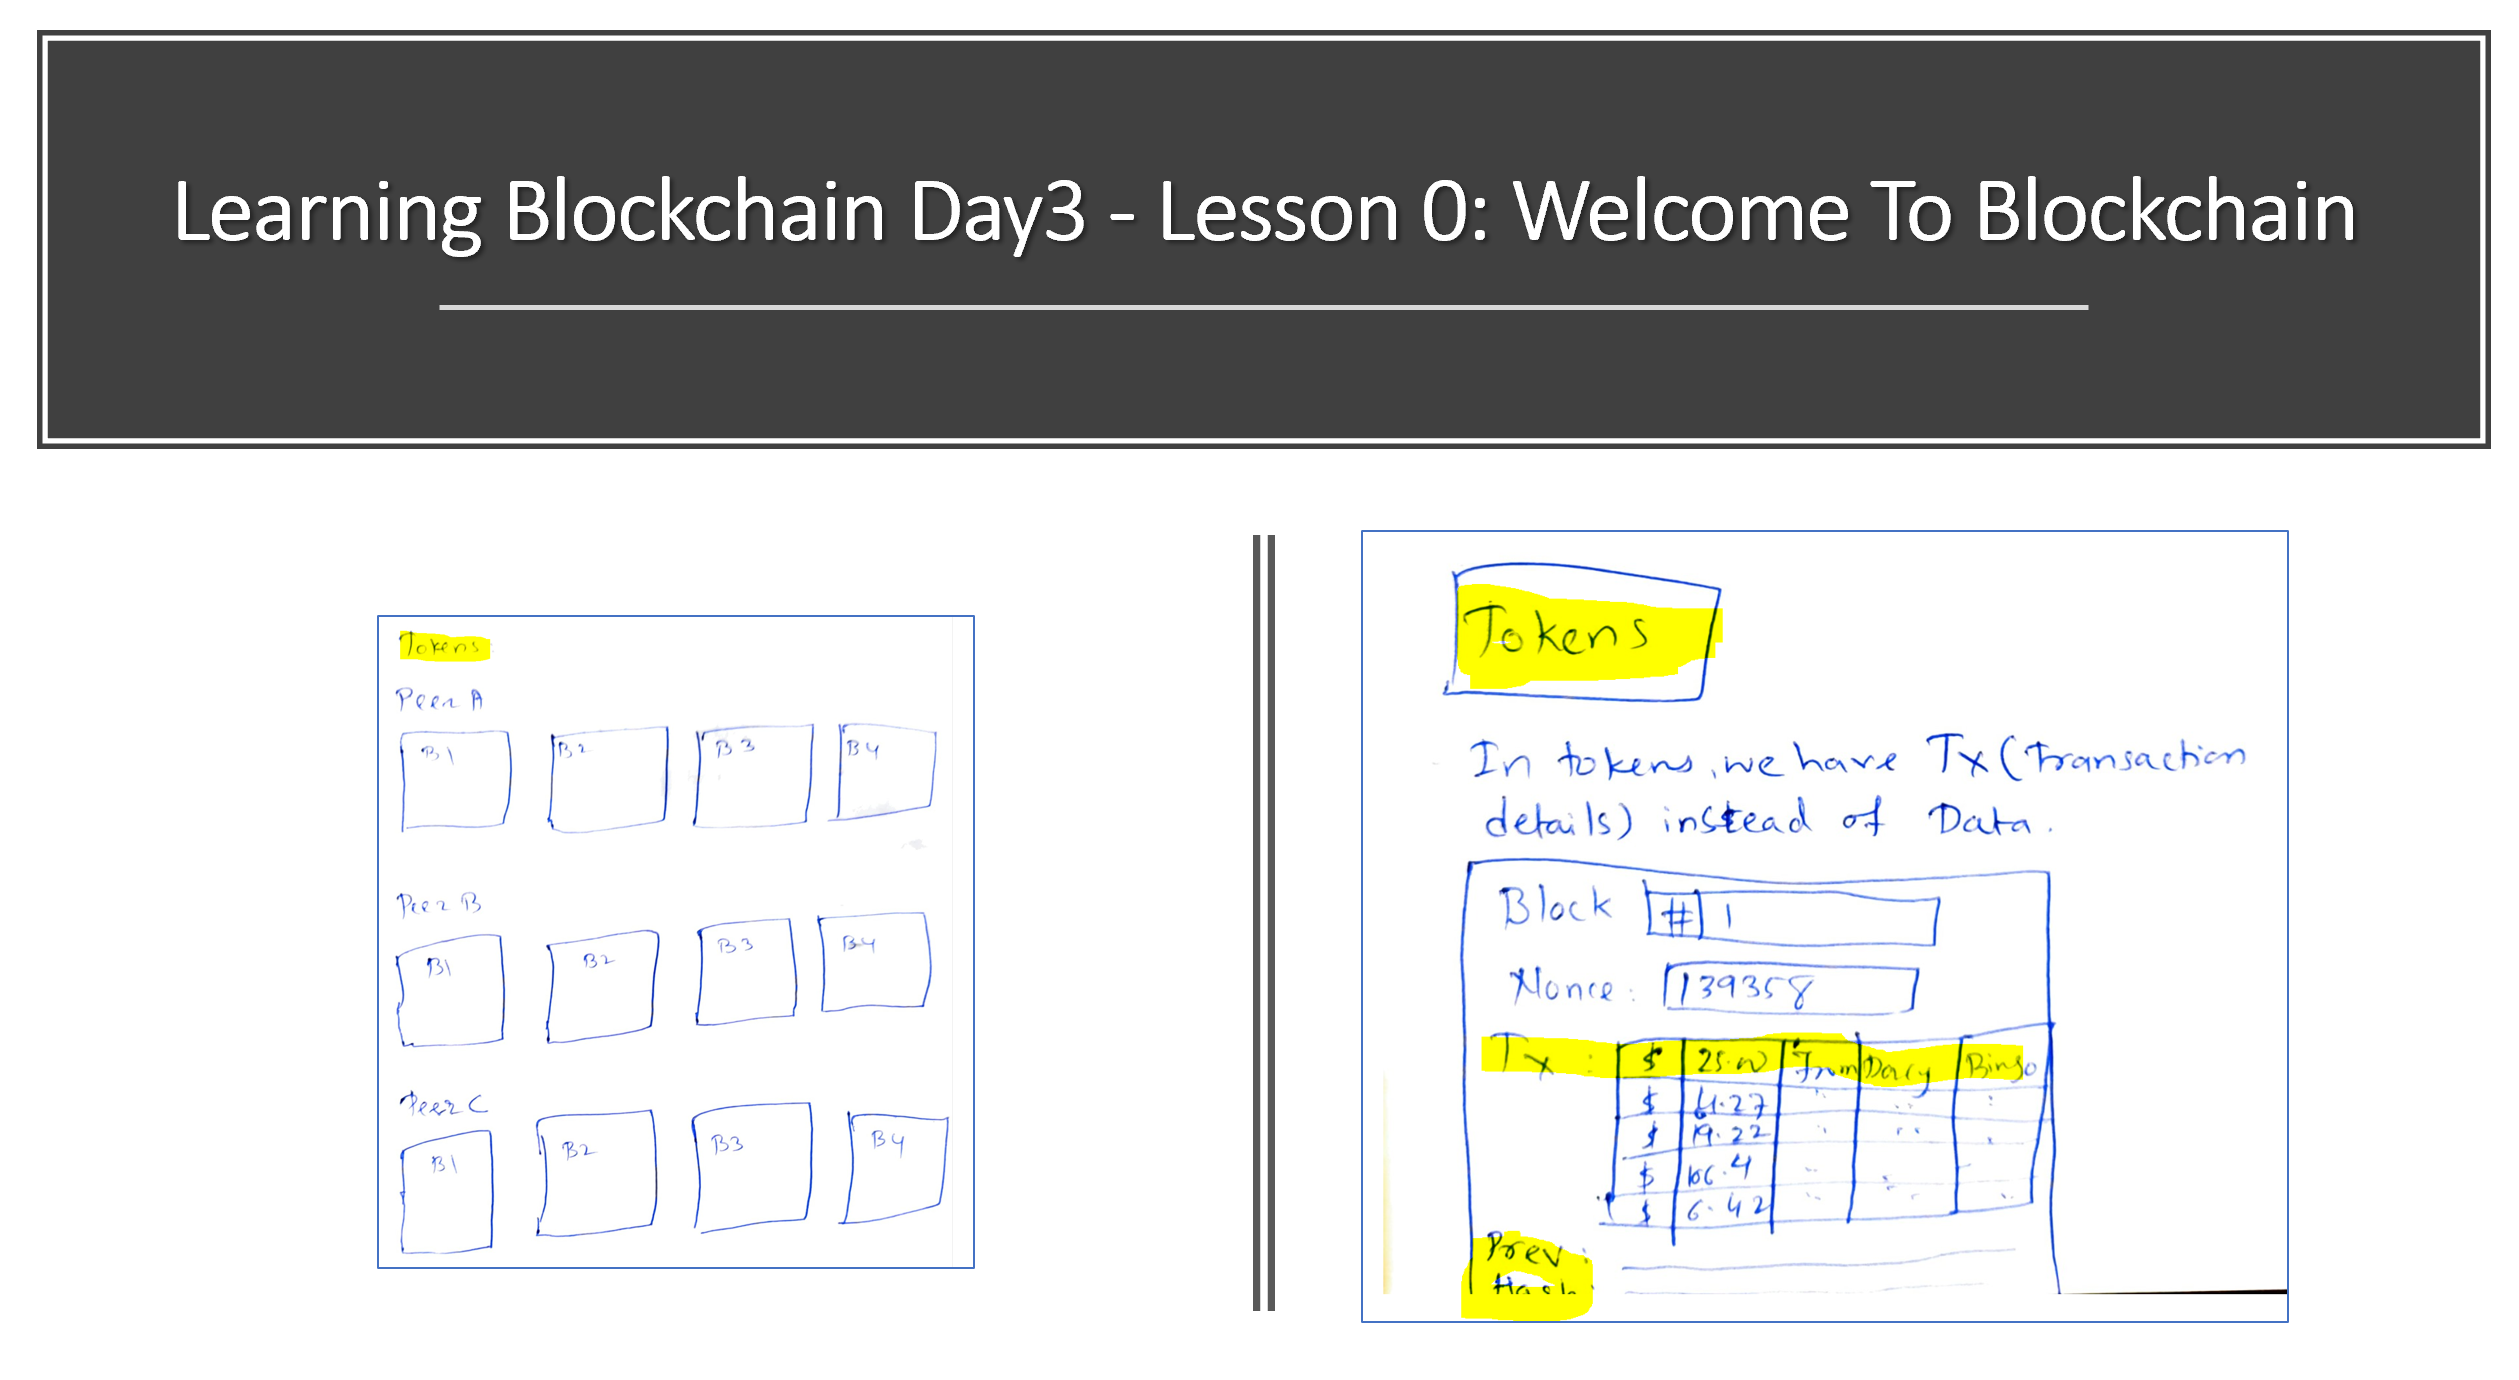 Learning Blockchain Day3 - Lesson 0: Welcome To Blockchain
Tokens
Peer A
B1 B2 B3 B4
Peer B
B1 B2 B3 B4
Peer C
B1 B2 B3 B4
Tokens
In tokens, we have Tx (Transaction
details) instead of Data.
Block # 1
Nonce: 139358
Tx : $ 25.00 From Darcy Bingo
$ 4.27
$ 19.22
$ 106.4
$ 6.42
Prev :
Hash :